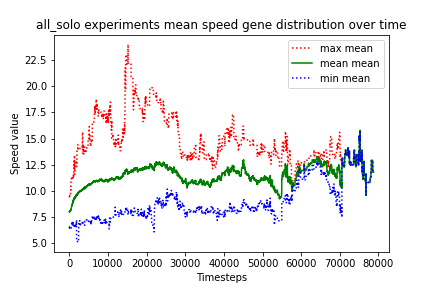 all_solo experiments mean speed gene distribution over time
max mean
mean mean
min mean
Speed value
22.5
20.0
17.5
15.0
12.5
10.0
7.5
5.0
0 10000 20000 30000 40000 50000 60000 70000 80000
Timesteps